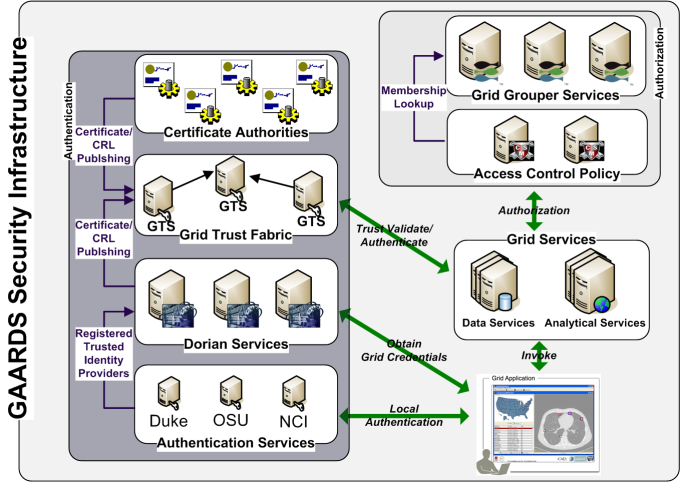 GAARDS Security Infrastructure
Authentication
Certificate Authorities
Certificate/
CRL
Publshing
GTS
GTS
GTS
Grid Trust Fabric
Certificate/
CRL
Publshing
Dorian Services
Registered
Trusted
Identity
Providers
Duke
OSU
NCI
Authentication Services
Authorization
Grid Grouper Services
Membership
Lookup
Access Control Policy
Authorization
Trust Validate/
Authenticate
Grid Services
Data Services
Analytical Services
Obtain
Grid Credentials
Invoke
Local
Authentication
Grid Application